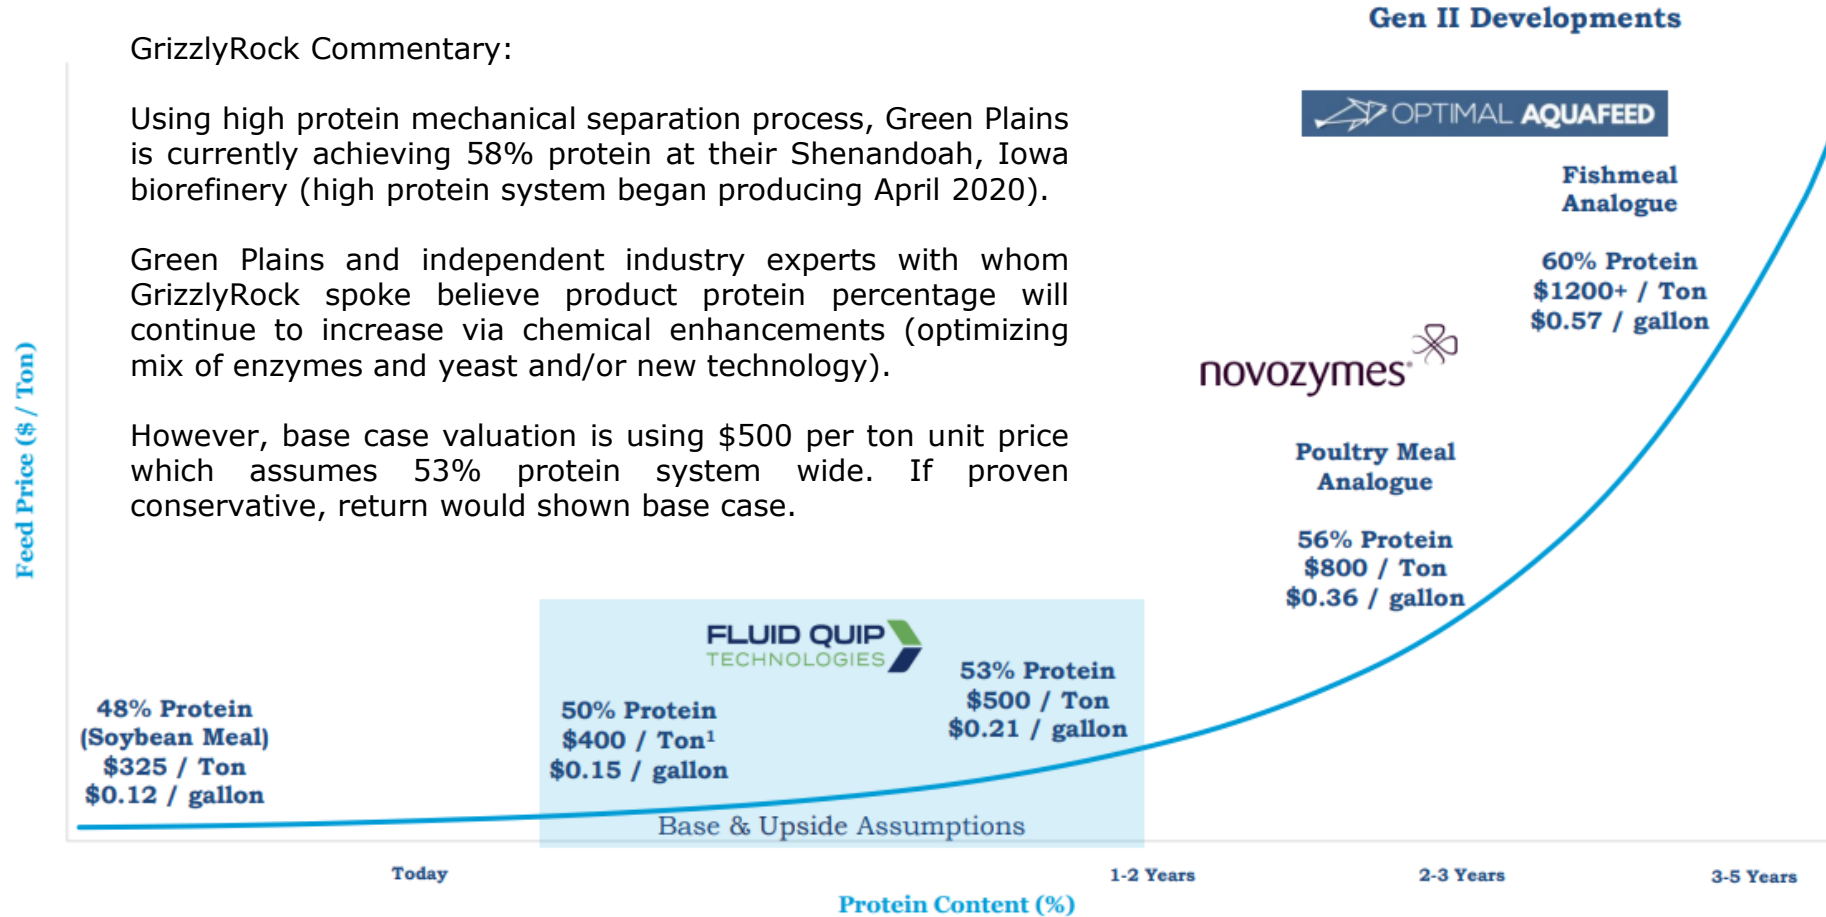 Gen II Developments
GrizzlyRock Commentary:
Using high protein mechanical separation process, Green Plains
is currently achieving 58% protein at their Shenandoah, Iowa
biorefinery (high protein system began producing April 2020).
Green Plains and independent industry experts with whom
GrizzlyRock spoke believe product protein percentage will
continue to increase via chemical enhancements (optimizing
mix of enzymes and yeast and/or new technology).
However, base case valuation is using $500 per ton unit price
which assumes 53% protein system wide. If proven
conservative, return would shown base case.
OPTIMAL AQUAFEED
Fishmeal
Analogue
60% Protein
$1200+ / Ton
$0.57 / gallon
novozymes
Poultry Meal
Analogue
56% Protein
$800 / Ton
$0.36 / gallon
FLUID QUIP
TECHNOLOGIES
53% Protein
$500 / Ton
$0.21 / gallon
50% Protein
$400 / Ton¹
$0.15 / gallon
48% Protein
(Soybean Meal)
$325 / Ton
$0.12 / gallon
Base & Upside Assumptions
Feed Price ($ / Ton)
Today
1-2 Years
2-3 Years
3-5 Years
Protein Content (%)